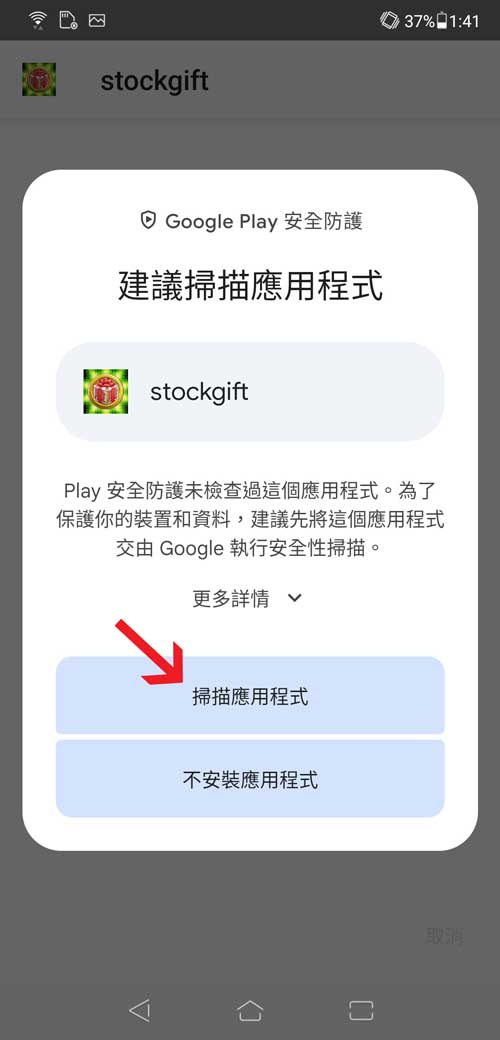 37% 1:41
stockgift
Google Play 安全防護
建議掃描應用程式
stockgift
Play 安全防護未檢查過這個應用程式。為了
保護你的裝置和資料，建議先將這個應用程式
交由 Google 執行安全性掃描。
更多詳情
掃描應用程式
不安裝應用程式
取消